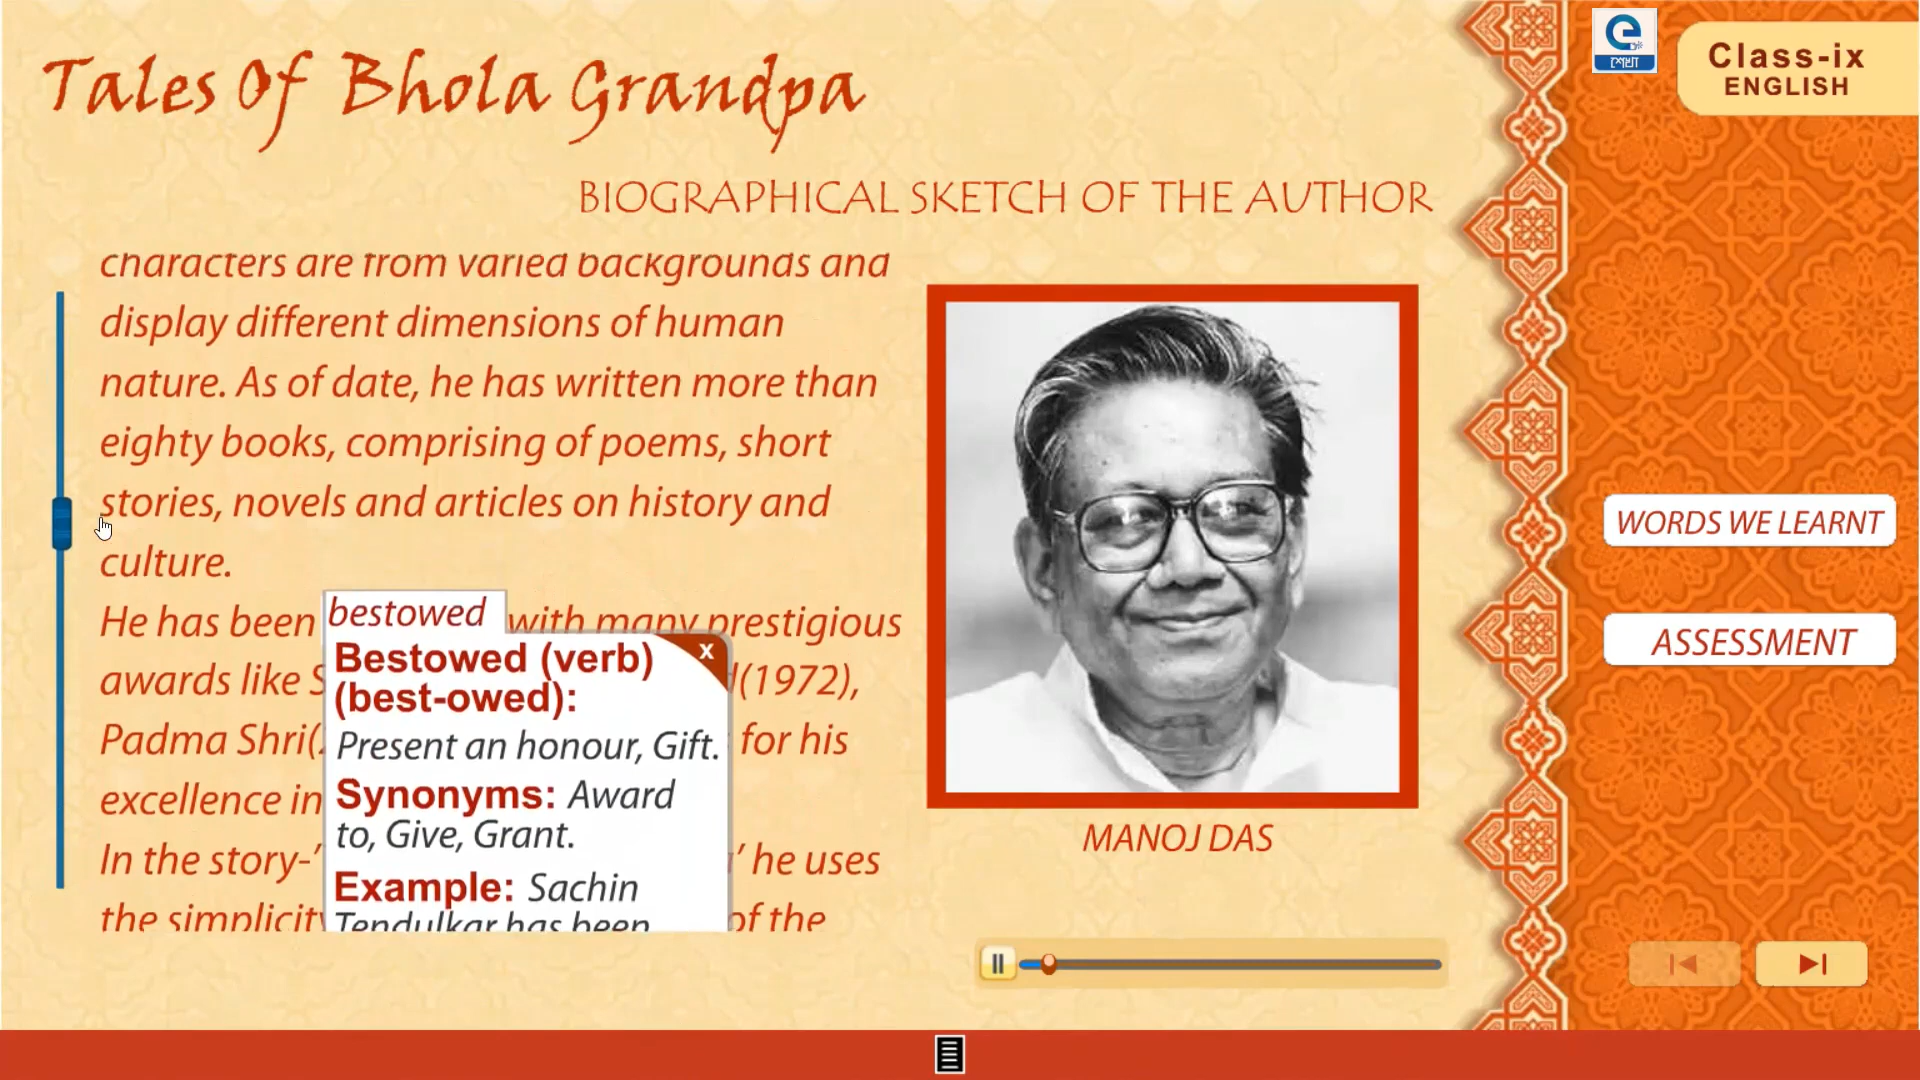 Tales Of Bhola Grandpa
Class-ix
ENGLISH
BIOGRAPHICAL SKETCH OF THE AUTHOR
characters are from varied backgrounds and
display different dimensions of human
nature. As of date, he has written more than
eighty books, comprising of poems, short
stories, novels and articles on history and
culture.
He has been bestowed with many prestigious
awards like S (1972),
Padma Shri( for his
excellence in
In the story-' ' he uses
the simplicity of the
Bestowed (verb)
(best-owed):
Present an honour, Gift.
Synonyms: Award
to, Give, Grant.
Example: Sachin
Tendulkar has been
x
MANOJ DAS
WORDS WE LEARNT
ASSESSMENT